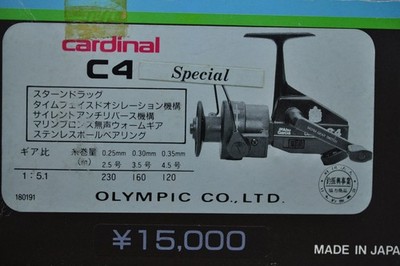 cardinal
C4 Special
スターンドラッグ
タイムフェイズドオシレーション機構
サイレントアンチリバース機構
マリンブロンス無声ウォームギア
ステンレスボールベアリング
ギア比 糸巻量 0.25mm 0.30mm 0.35mm
(m) 2.5号 3.5号 4.5号
1:5.1 230 160 120
180191
OLYMPIC CO., LTD.
¥15,000
MADE IN JAPA